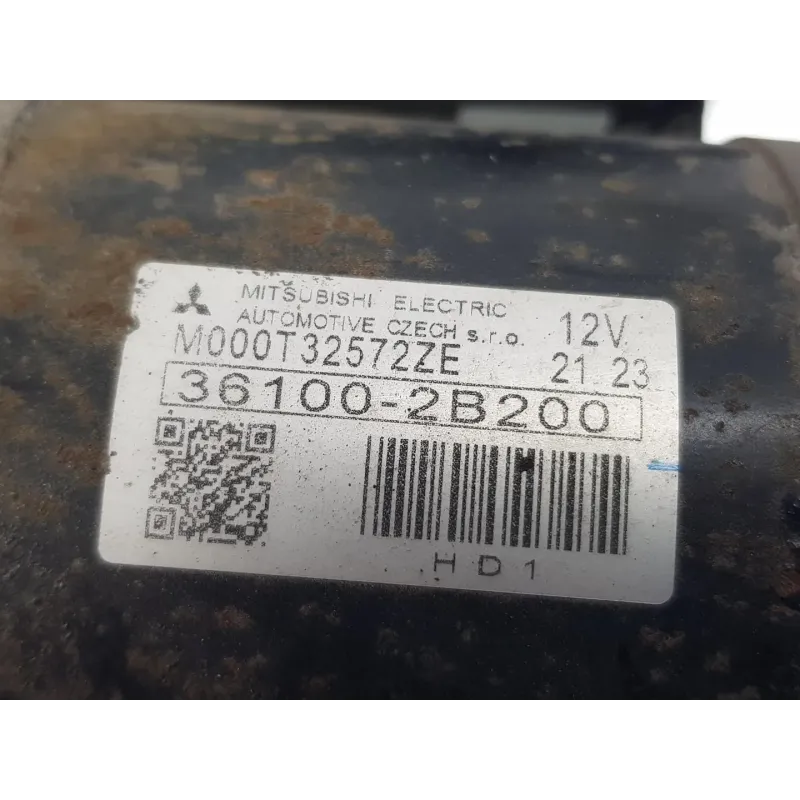 MITSUBISHI ELECTRIC
AUTOMOTIVE CZECH s.r.o. 12V
M000T32572ZE 21 23
36100-2B200
HD1